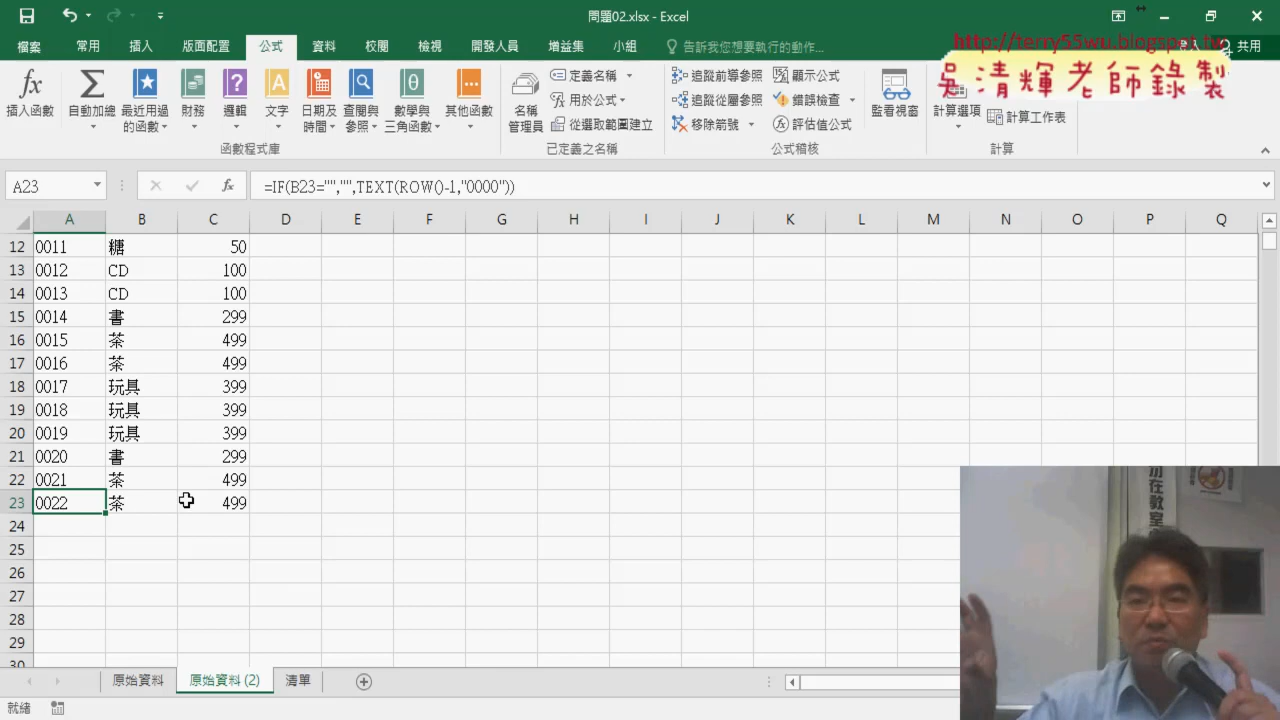 問題02.xlsx - Excel
檔案 常用 插入 版面配置 公式 資料 校閱 檢視 開發人員 增益集 小組 告訴我您想要執行的動作... 共用
http://terry55wu.blogspot.tw
吳清輝老師錄製
插入函數 自動加總 最近用過的函數 財務 邏輯 文字 日期及時間 查閱與參照 數學與三角函數 其他函數
函數程式庫
名稱管理員 定義名稱 用於公式 從選取範圍建立
已定義之名稱
追蹤前導參照 顯示公式
追蹤從屬參照 錯誤檢查
移除箭號 評估值公式
公式稽核
監看視窗
計算選項 計算工作表
計算
A23 fx =IF(B23="","",TEXT(ROW()-1,"0000"))
A B C D E F G H I J K L M N O P Q
12 0011 糖 50
13 0012 CD 100
14 0013 CD 100
15 0014 書 299
16 0015 茶 499
17 0016 茶 499
18 0017 玩具 399
19 0018 玩具 399
20 0019 玩具 399
21 0020 書 299
22 0021 茶 499
23 0022 茶 499
24
25
26
27
28
29
30
原始資料 原始資料 (2) 清單
就緒